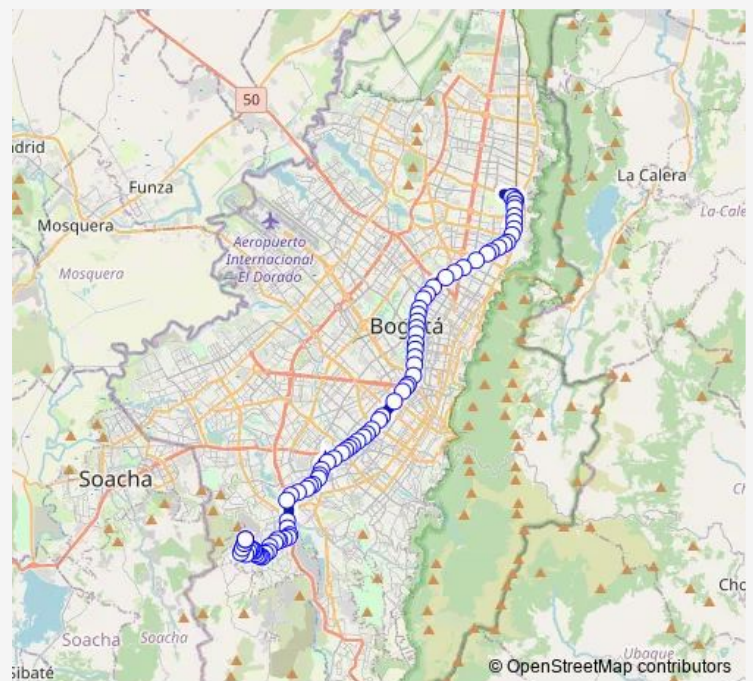 50
adrid
Funza
Mosquera
Mosquera
Aeropuerto
Internacional
El Dorado
La Calera
La-Cale
Bogotá
Soacha
Soacha
Soacha
Sibaté
Ch
Cho
Ubaque
© OpenStreetMap contributors